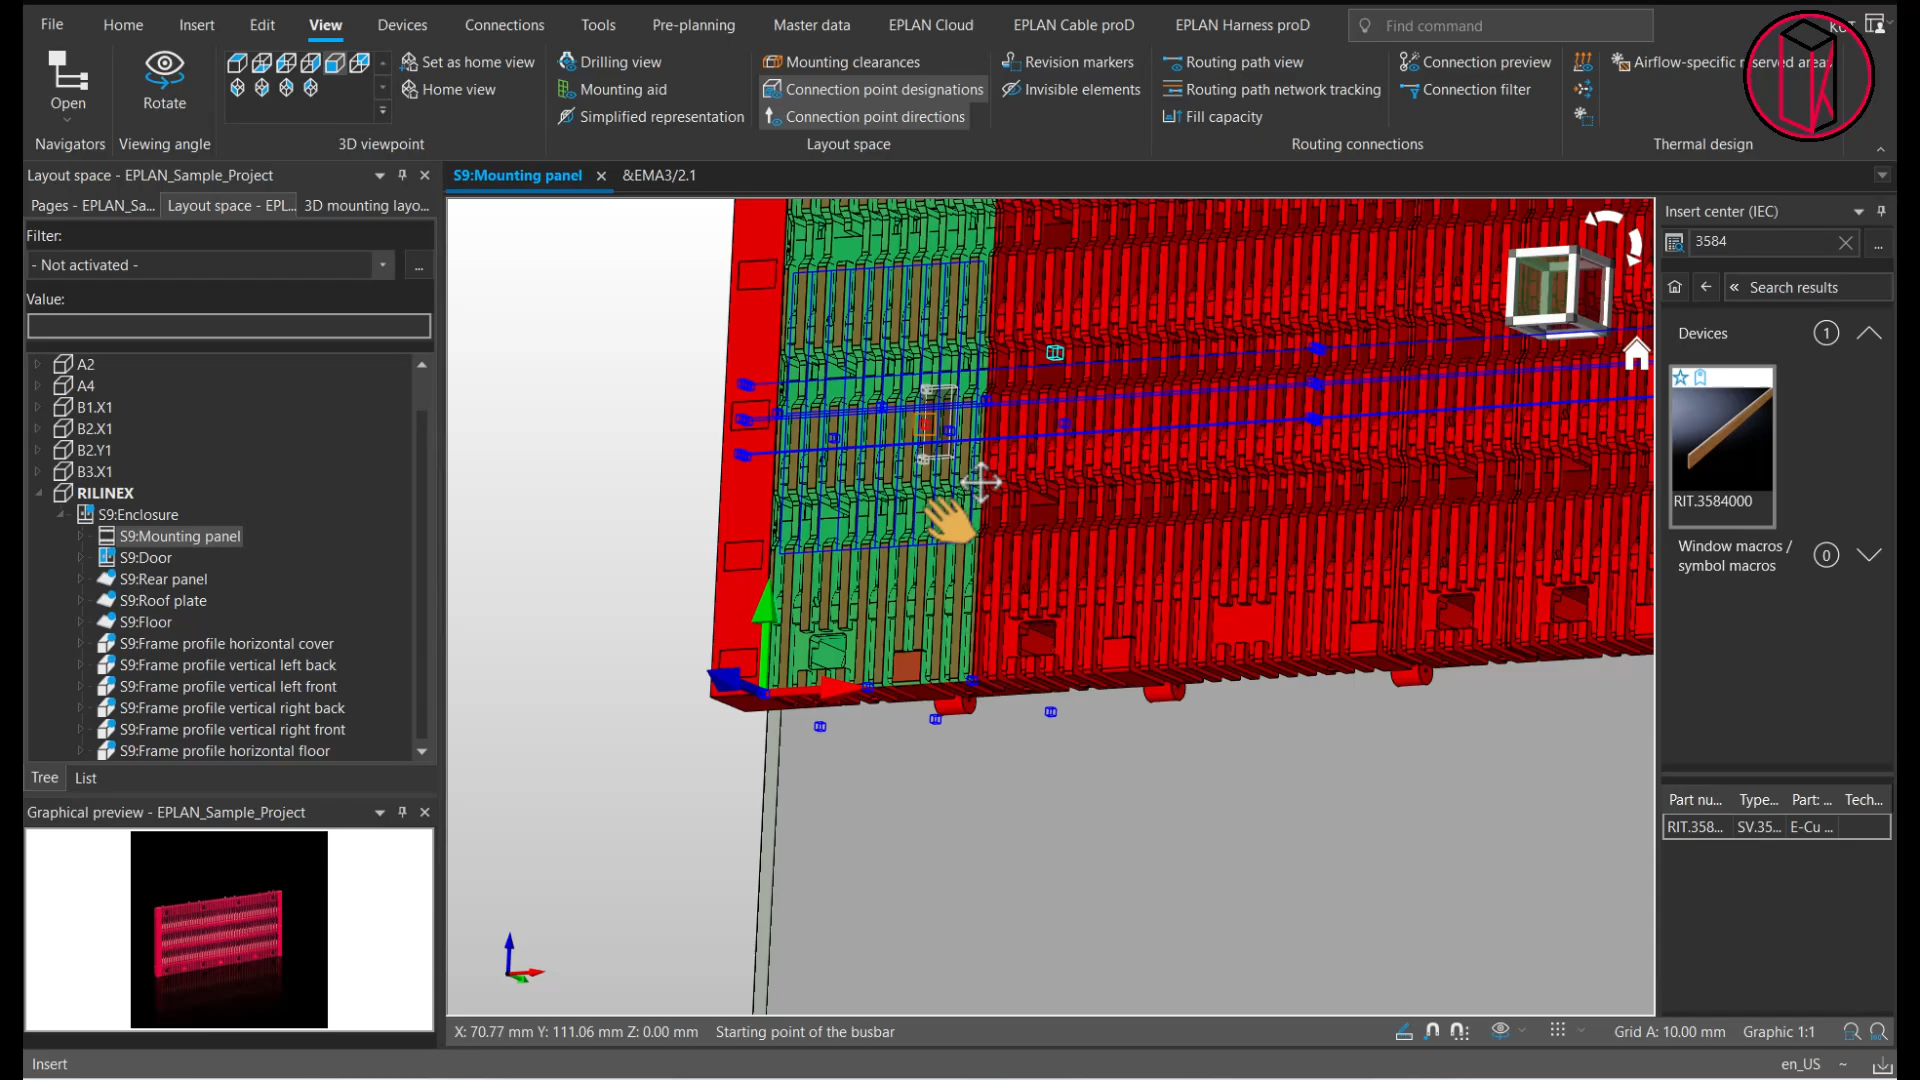 File
Home
Insert
Edit
View
Devices
Connections
Tools
Pre-planning
Master data
EPLAN Cloud
EPLAN Cable proD
EPLAN Harness proD
Find command
Open
Rotate
Set as home view
Home view
Drilling view
Mounting aid
Simplified representation
Mounting clearances
Connection point designations
Connection point directions
Revision markers
Invisible elements
Routing path view
Routing path network tracking
Fill capacity
Connection preview
Connection filter
Airflow-specific reserved area
Navigators
Viewing angle
3D viewpoint
Layout space
Routing connections
Thermal design
Layout space - EPLAN_Sample_Project
Pages - EPLAN_Sa...
Layout space - EPL...
3D mounting layo...
Filter:
- Not activated -
...
Value:
A2
A4
B1.X1
B2.X1
B2.Y1
B3.X1
RILINEX
S9:Enclosure
S9:Mounting panel
S9:Door
S9:Rear panel
S9:Roof plate
S9:Floor
S9:Frame profile horizontal cover
S9:Frame profile vertical left back
S9:Frame profile vertical left front
S9:Frame profile vertical right back
S9:Frame profile vertical right front
S9:Frame profile horizontal floor
Tree
List
Graphical preview - EPLAN_Sample_Project
S9:Mounting panel
&EMA3/2.1
Insert center (IEC)
3584
...
« Search results
Devices
1
RIT.3584000
Window macros /
symbol macros
0
Part nu...
Type...
Part: ...
Tech...
RIT.358...
SV.35...
E-Cu ...
X: 70.77 mm Y: 111.06 mm Z: 0.00 mm
Starting point of the busbar
Grid A: 10.00 mm
Graphic 1:1
Insert
en_US
~